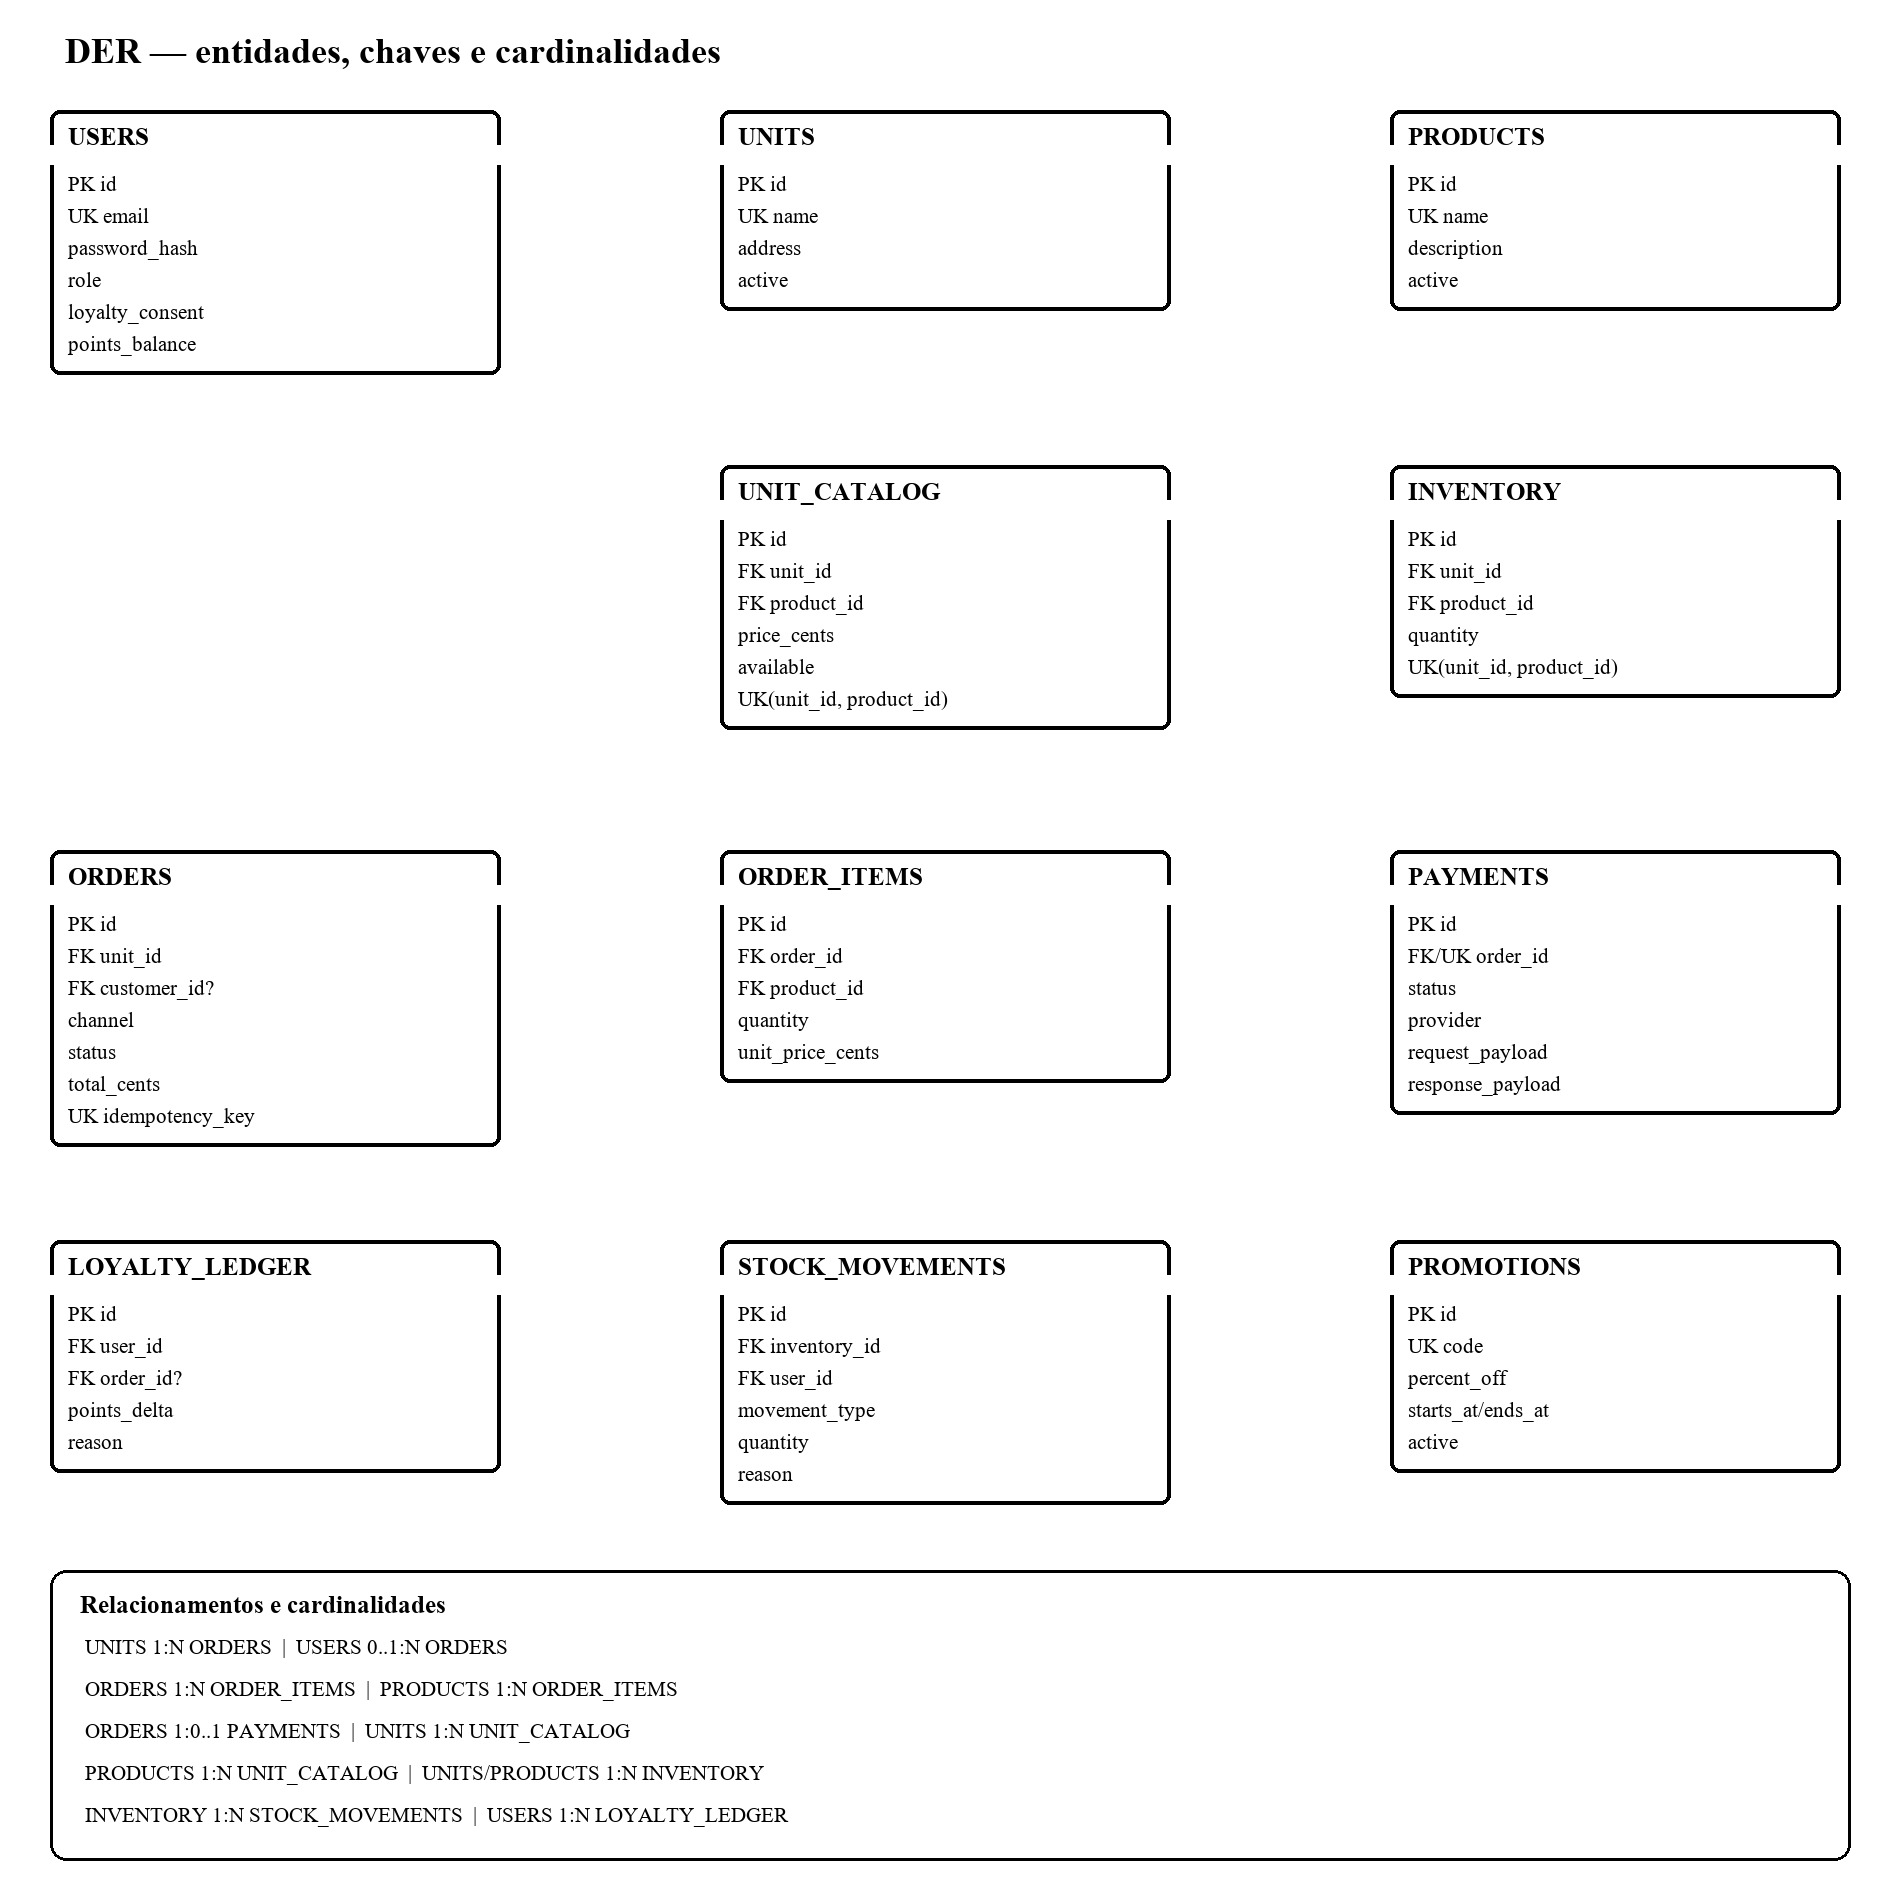 DER — entidades, chaves e cardinalidades
USERS
PK id
UK email
password_hash
role
loyalty_consent
points_balance
UNITS
PK id
UK name
address
active
PRODUCTS
PK id
UK name
description
active
UNIT_CATALOG
PK id
FK unit_id
FK product_id
price_cents
available
UK(unit_id, product_id)
INVENTORY
PK id
FK unit_id
FK product_id
quantity
UK(unit_id, product_id)
ORDERS
PK id
FK unit_id
FK customer_id?
channel
status
total_cents
UK idempotency_key
ORDER_ITEMS
PK id
FK order_id
FK product_id
quantity
unit_price_cents
PAYMENTS
PK id
FK/UK order_id
status
provider
request_payload
response_payload
LOYALTY_LEDGER
PK id
FK user_id
FK order_id?
points_delta
reason
STOCK_MOVEMENTS
PK id
FK inventory_id
FK user_id
movement_type
quantity
reason
PROMOTIONS
PK id
UK code
percent_off
starts_at/ends_at
active
Relacionamentos e cardinalidades
UNITS 1:N ORDERS | USERS 0..1:N ORDERS
ORDERS 1:N ORDER_ITEMS | PRODUCTS 1:N ORDER_ITEMS
ORDERS 1:0..1 PAYMENTS | UNITS 1:N UNIT_CATALOG
PRODUCTS 1:N UNIT_CATALOG | UNITS/PRODUCTS 1:N INVENTORY
INVENTORY 1:N STOCK_MOVEMENTS | USERS 1:N LOYALTY_LEDGER